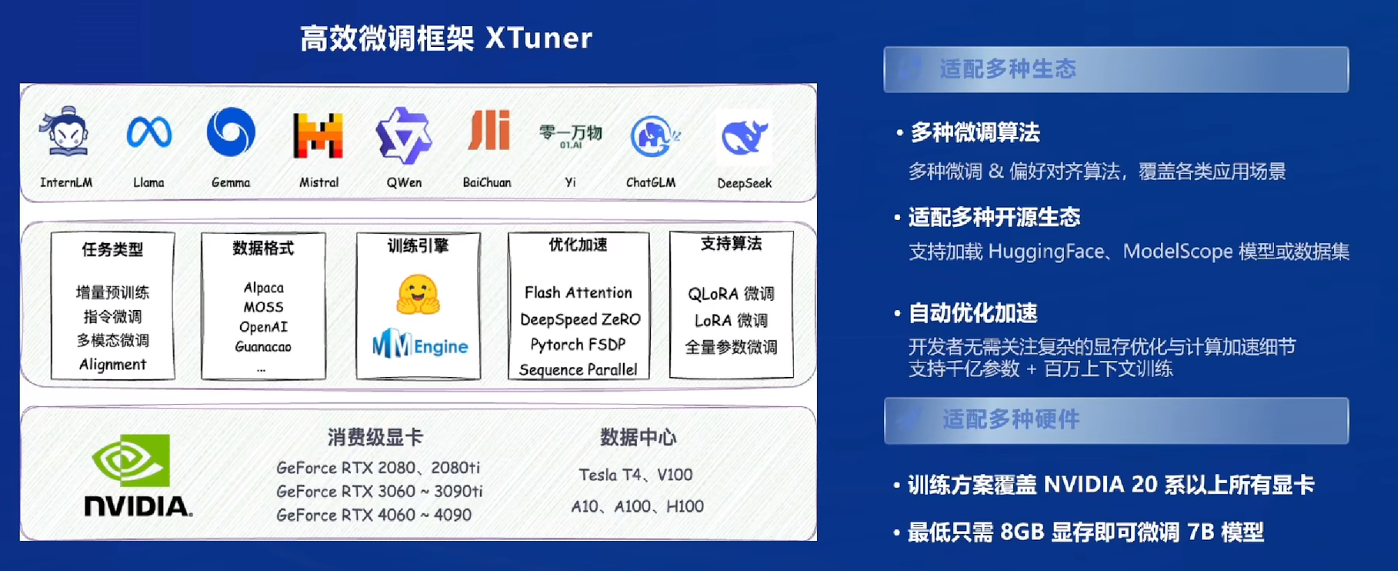 高效微调框架 XTuner
InternLM
Llama
Gemma
Mistral
QWen
BaiChuan
零一万物
01.AI
Yi
ChatGLM
DeepSeek
任务类型
增量预训练
指令微调
多模态微调
Alignment
数据格式
Alpaca
MOSS
OpenAI
Guanacao
...
训练引擎
MMEngine
优化加速
Flash Attention
DeepSpeed ZeRO
Pytorch FSDP
Sequence Parallel
支持算法
QLoRA 微调
LoRA 微调
全量参数微调
NVIDIA.
消费级显卡
GeForce RTX 2080、2080ti
GeForce RTX 3060 ~ 3090ti
GeForce RTX 4060 ~ 4090
数据中心
Tesla T4、V100
A10、A100、H100
适配多种生态
• 多种微调算法
多种微调 & 偏好对齐算法，覆盖各类应用场景
• 适配多种开源生态
支持加载 HuggingFace、ModelScope 模型或数据集
• 自动优化加速
开发者无需关注复杂的显存优化与计算加速细节
支持千亿参数 + 百万上下文训练
适配多种硬件
• 训练方案覆盖 NVIDIA 20 系以上所有显卡
• 最低只需 8GB 显存即可微调 7B 模型